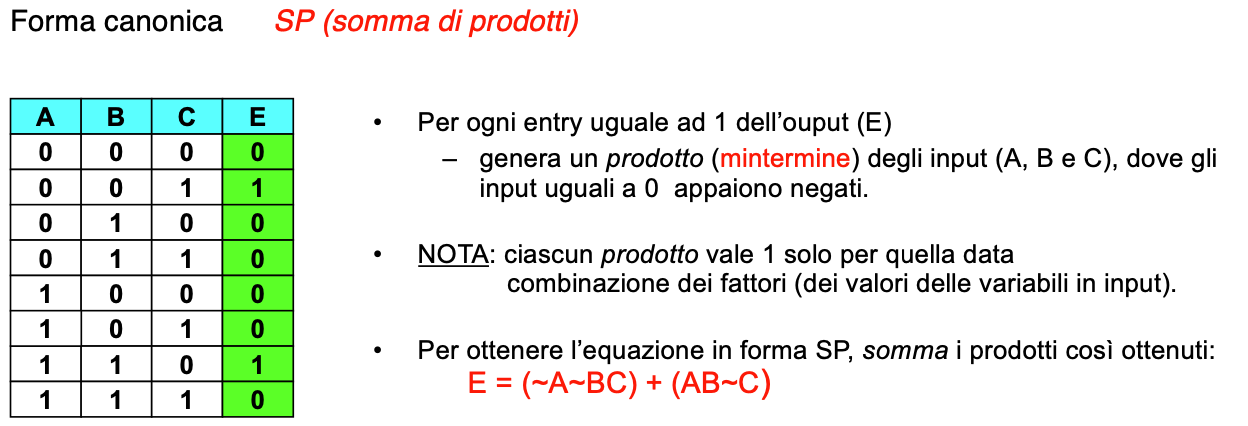 Forma canonica SP (somma di prodotti)
A B C E
0 0 0 0
0 0 1 1
0 1 0 0
0 1 1 0
1 0 0 0
1 0 1 0
1 1 0 1
1 1 1 0
• Per ogni entry uguale ad 1 dell'ouput (E)
– genera un prodotto (mintermine) degli input (A, B e C), dove gli
input uguali a 0 appaiono negati.
• NOTA: ciascun prodotto vale 1 solo per quella data
combinazione dei fattori (dei valori delle variabili in input).
• Per ottenere l'equazione in forma SP, somma i prodotti così ottenuti:
E = (~A~BC) + (AB~C)